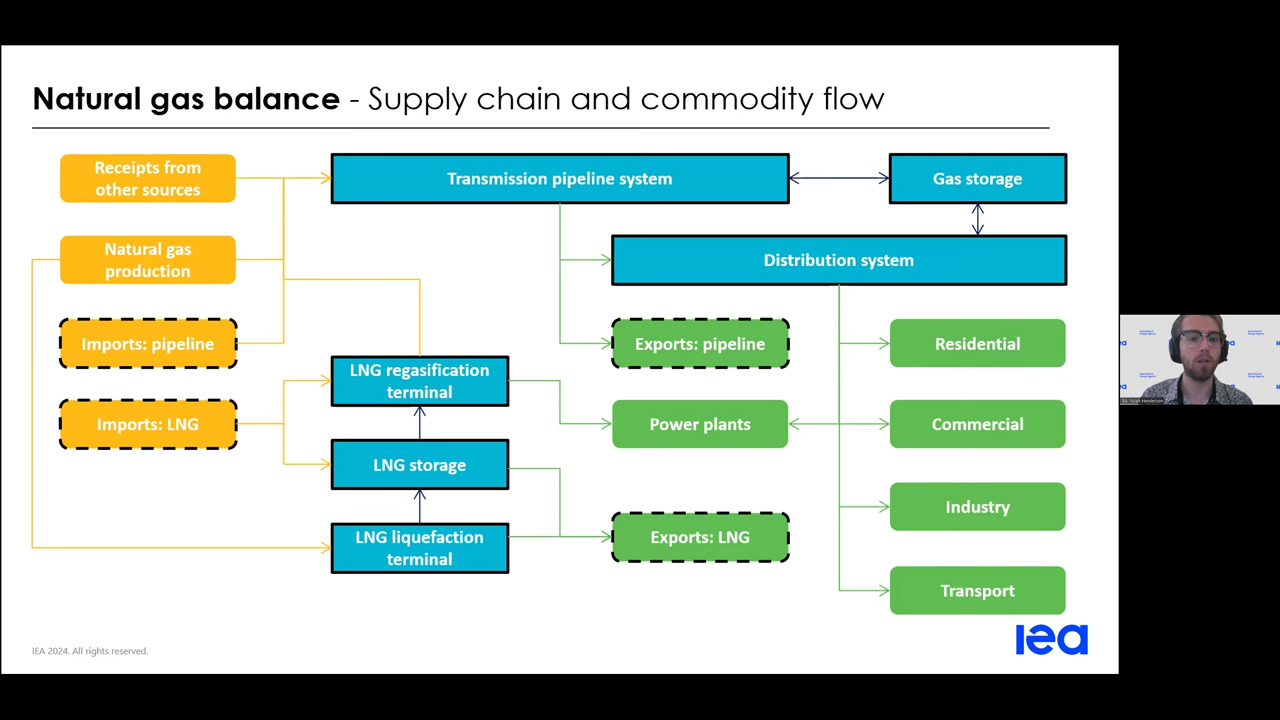 Natural gas balance - Supply chain and commodity flow
Receipts from
other sources
Transmission pipeline system
Gas storage
Natural gas
production
Distribution system
Imports: pipeline
Exports: pipeline
Residential
LNG regasification
terminal
Imports: LNG
Power plants
Commercial
LNG storage
Industry
LNG liquefaction
terminal
Exports: LNG
Transport
IEA 2024. All rights reserved.
iea